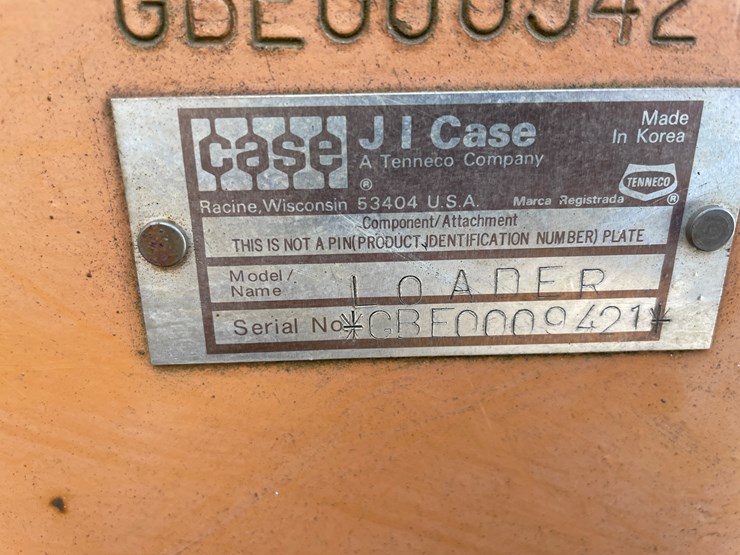 GBE0009421
case
J I Case
Made
In Korea
A Tenneco Company
®
TENNECO
Racine, Wisconsin 53404 U.S.A.
Marca Registrada ®
Component/Attachment
THIS IS NOT A PIN(PRODUCT IDENTIFICATION NUMBER) PLATE
Model/
Name
LOADER
Serial No *GBE0009421*